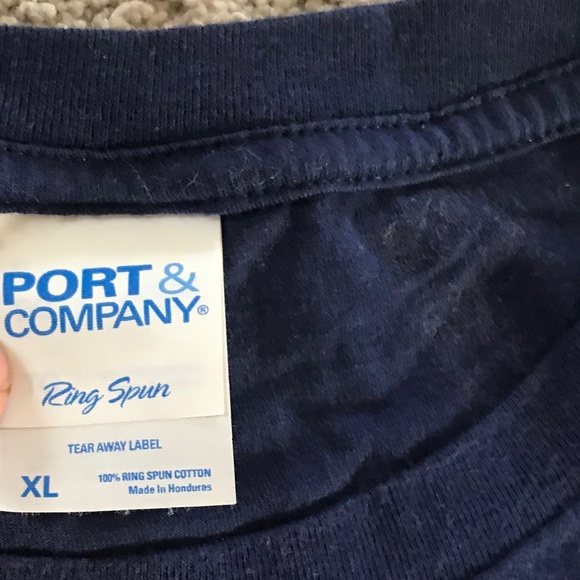 PORT &
COMPANY®
Ring Spun
TEAR AWAY LABEL
XL
100% RING SPUN COTTON
Made In Honduras